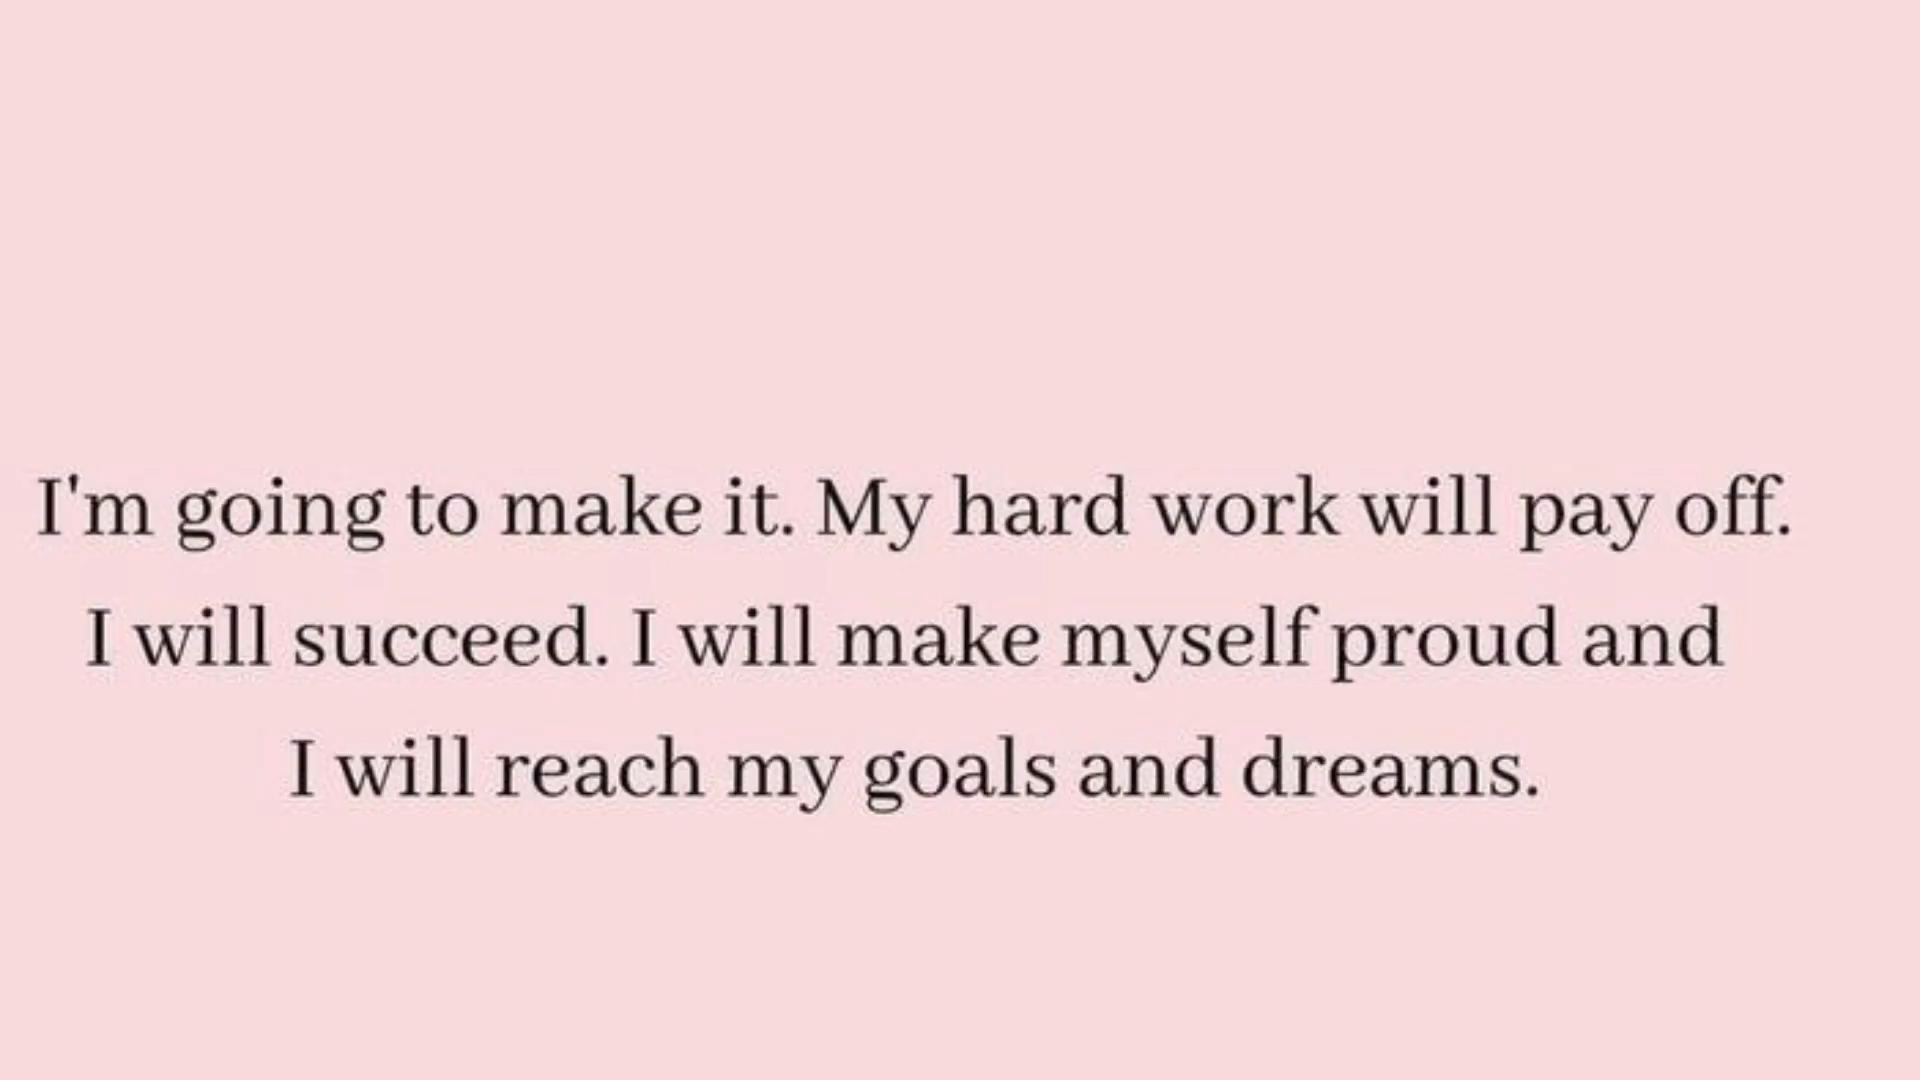 I'm going to make it. My hard work will pay off.
I will succeed. I will make myself proud and
I will reach my goals and dreams.